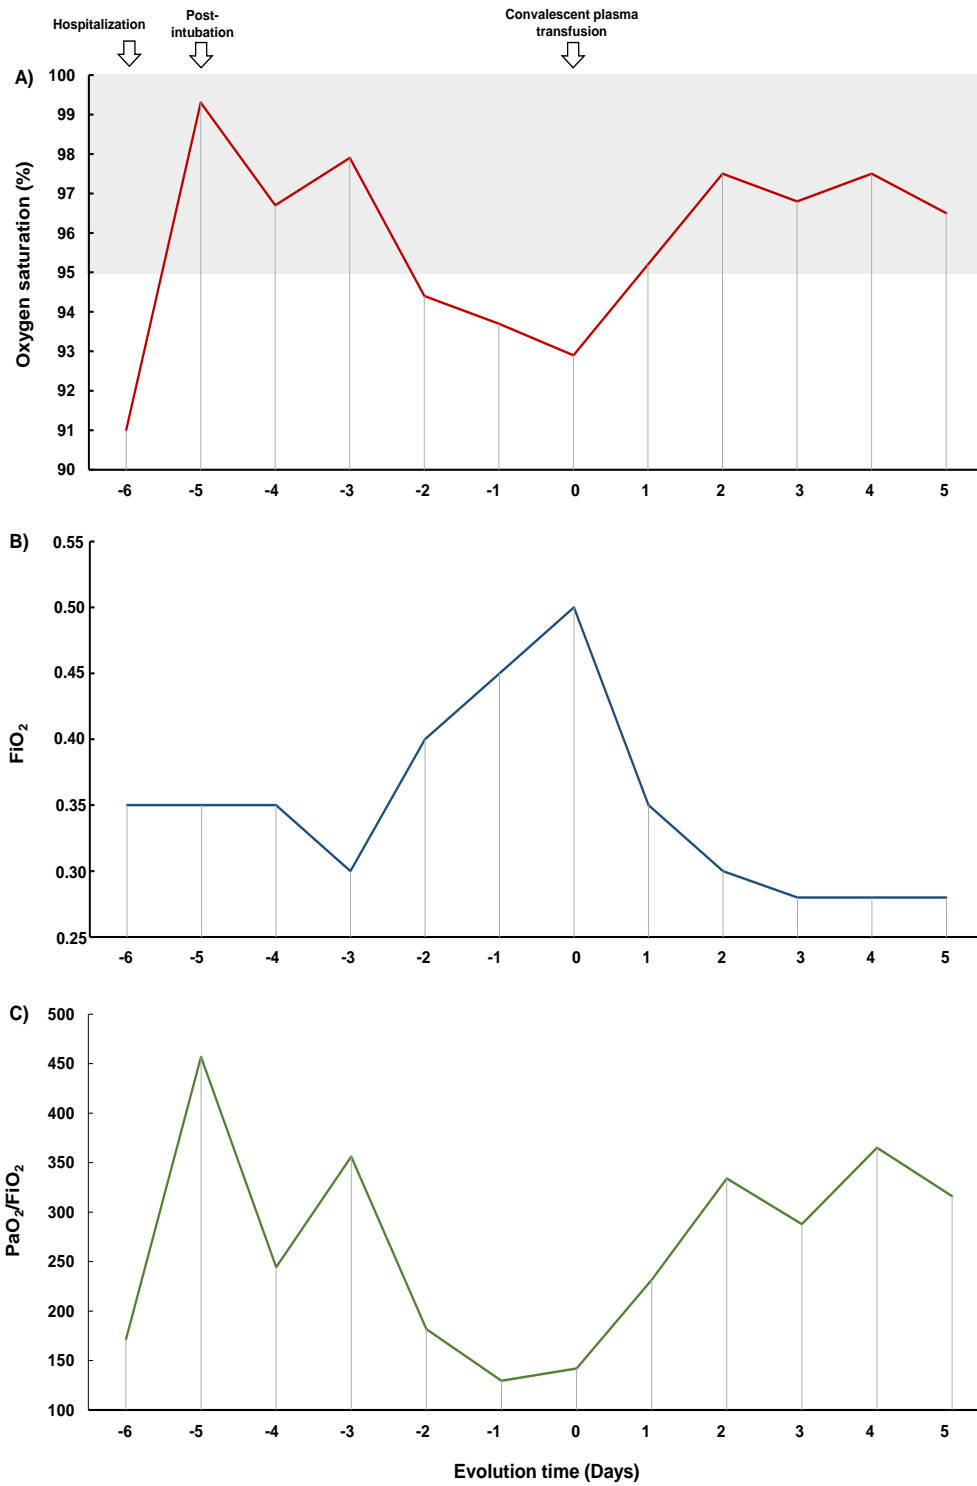 Hospitalization
Post-
intubation
Convalescent plasma
transfusion
A)
Oxygen saturation (%)
100
99
98
97
96
95
94
93
92
91
90
-6 -5 -4 -3 -2 -1 0 1 2 3 4 5
B)
FiO2
0.55
0.50
0.45
0.40
0.35
0.30
0.25
-6 -5 -4 -3 -2 -1 0 1 2 3 4 5
C)
PaO2/FiO2
500
450
400
350
300
250
200
150
100
-6 -5 -4 -3 -2 -1 0 1 2 3 4 5
Evolution time (Days)